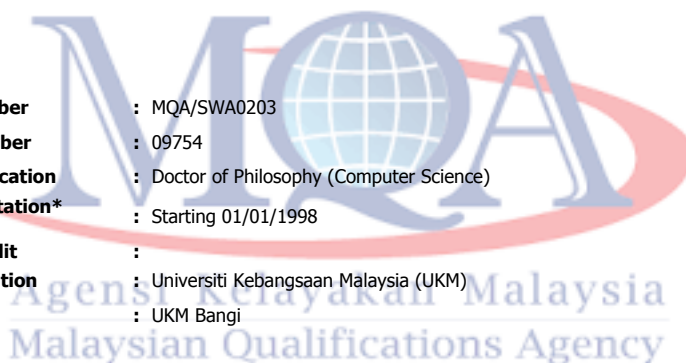 MQA
ber : MQA/SWA0203
ber : 09754
cation : Doctor of Philosophy (Computer Science)
tation* : Starting 01/01/1998
dit :
tion : Universiti Kebangsaan Malaysia (UKM)
: UKM Bangi
Agensi Kelayakan Malaysia
Malaysian Qualifications Agency